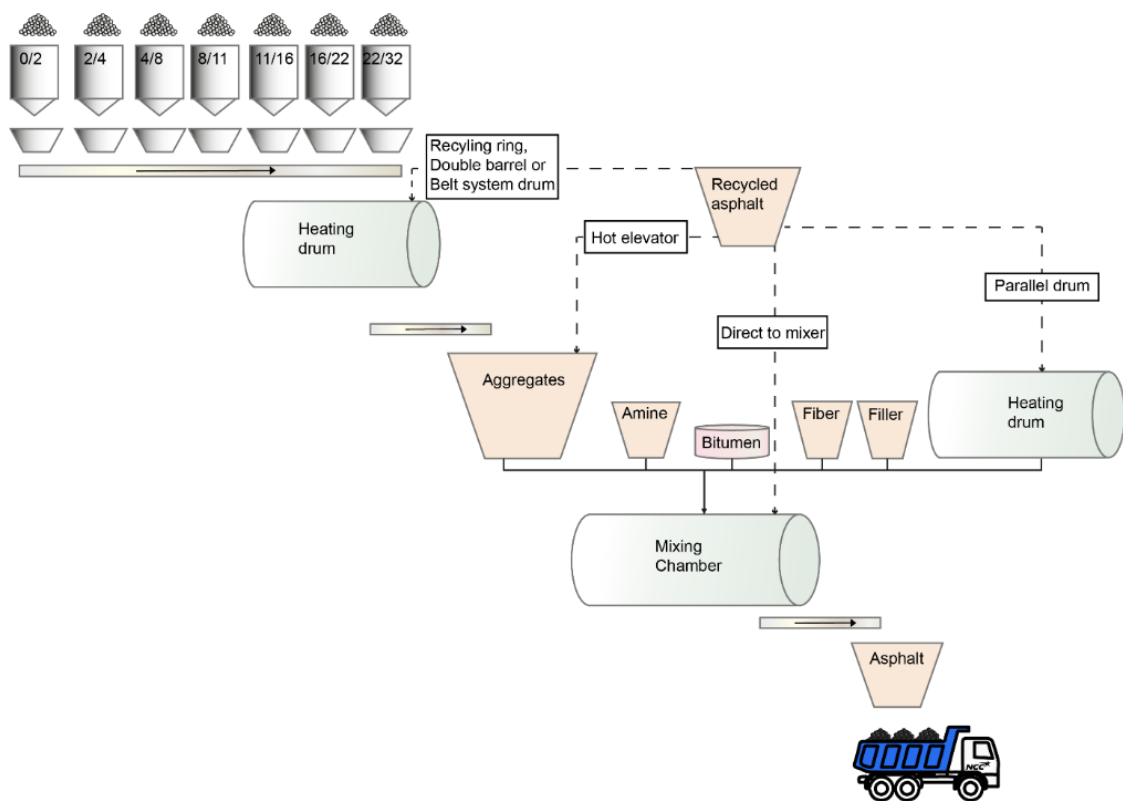 0/2
2/4
4/8
8/11
11/16
16/22
22/32
Recyling ring,
Double barrel or
Belt system drum
Recycled
asphalt
Heating
drum
Hot elevator
Parallel drum
Direct to mixer
Aggregates
Amine
Bitumen
Fiber
Filler
Heating
drum
Mixing
Chamber
Asphalt
NCC